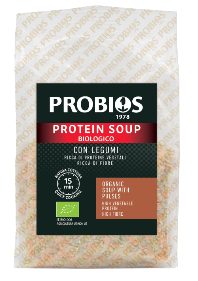 PROBIOS
1978
PROTEIN SOUP
BIOLOGICO
CON LEGUMI
RICCA DI PROTEINE VEGETALI
RICCA DI FIBRE
15
min
ORGANIC
SOUP WITH
PULSES
HIGH VEGETABLE
PROTEIN
HIGH FIBRE